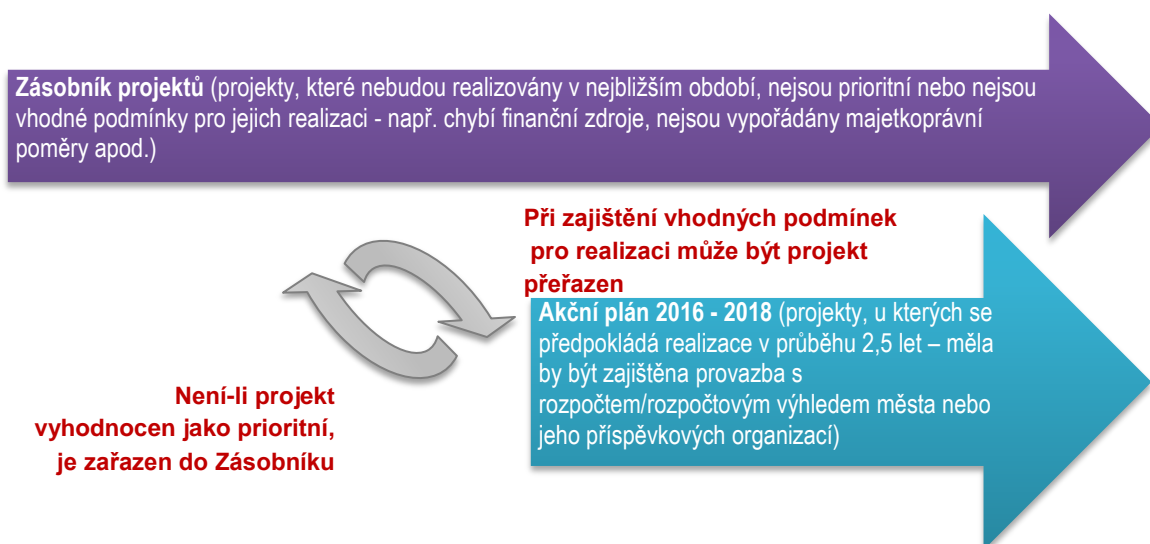 Zásobník projektů (projekty, které nebudou realizovány v nejbližším období, nejsou prioritní nebo nejsou
vhodné podmínky pro jejich realizaci - např. chybí finanční zdroje, nejsou vypořádány majetkoprávní
poměry apod.)
Při zajištění vhodných podmínek
pro realizaci může být projekt
přeřazen
Akční plán 2016 - 2018 (projekty, u kterých se
předpokládá realizace v průběhu 2,5 let – měla
by být zajištěna provazba s
rozpočtem/rozpočtovým výhledem města nebo
jeho příspěvkových organizací)
Není-li projekt
vyhodnocen jako prioritní,
je zařazen do Zásobníku